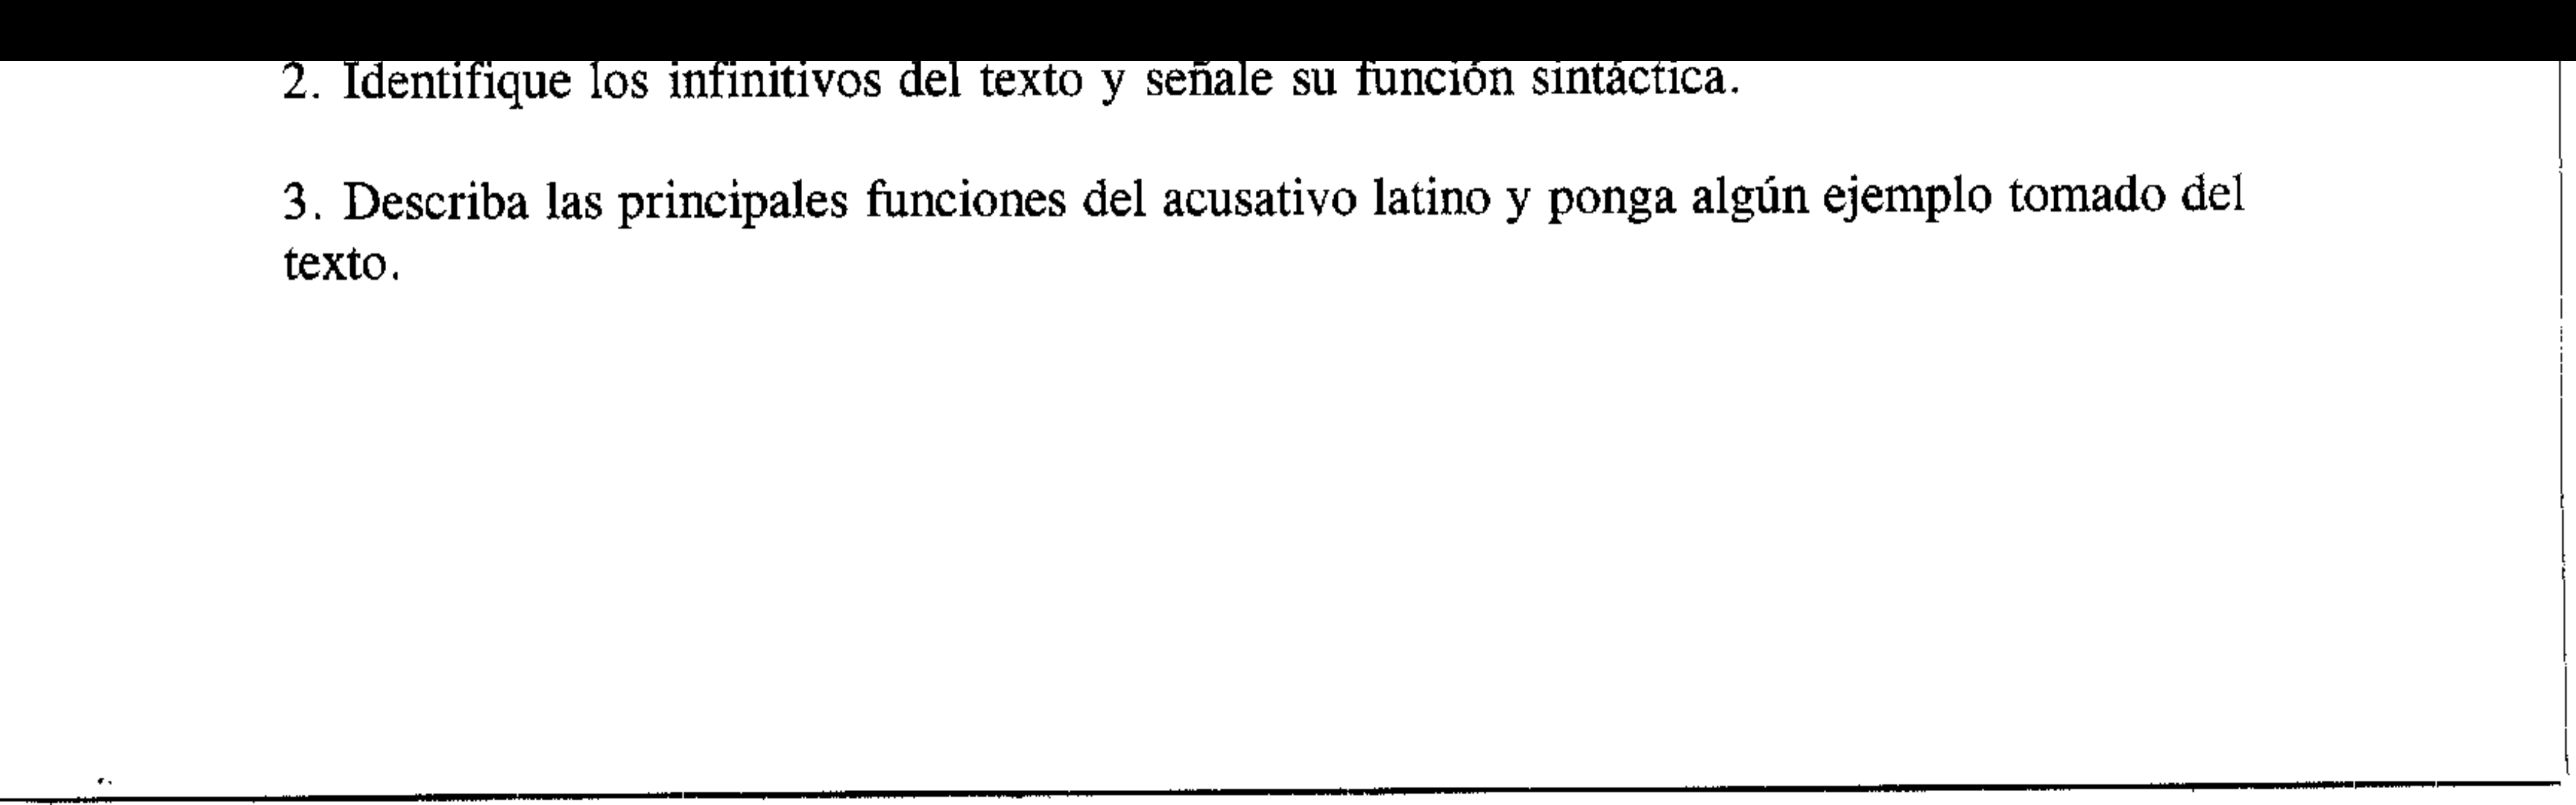 2. Identifique los infinitivos del texto y señale su función sintáctica.
3. Describa las principales funciones del acusativo latino y ponga algún ejemplo tomado del
texto.